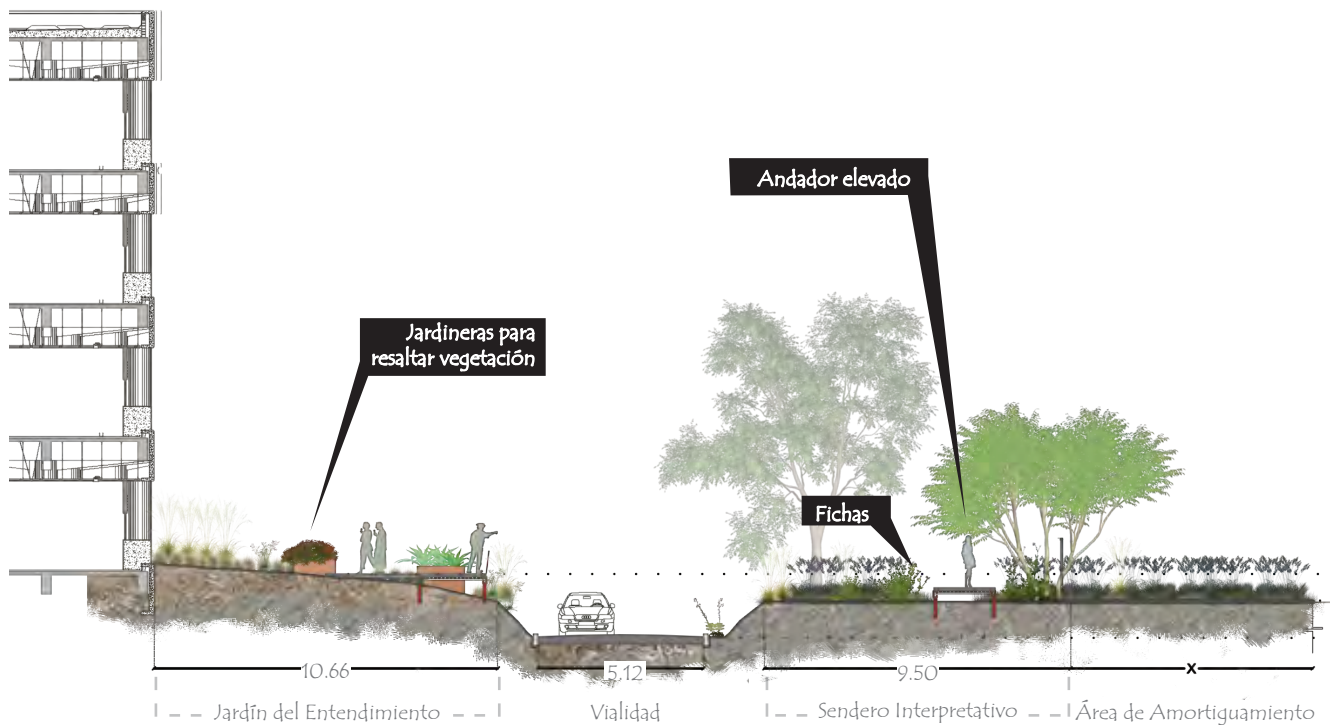 Andador elevado
Jardineras para
resaltar vegetación
Fichas
10.66
5.12
9.50
x
Jardín del Entendimiento
Vialidad
Sendero Interpretativo
Área de Amortiguamiento